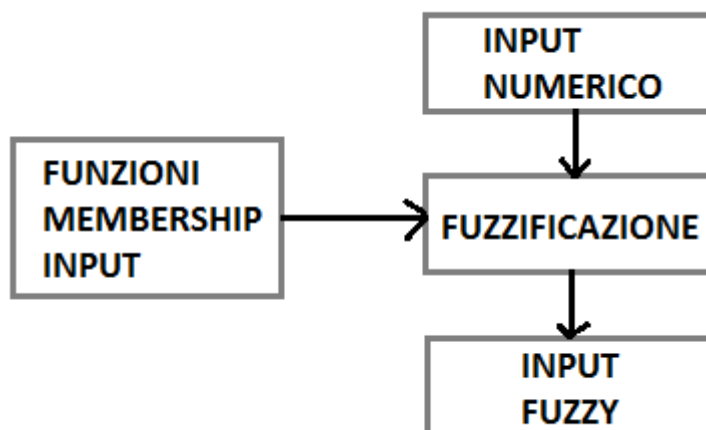 INPUT
NUMERICO
FUNZIONI
MEMBERSHIP
INPUT
FUZZIFICAZIONE
INPUT
FUZZY